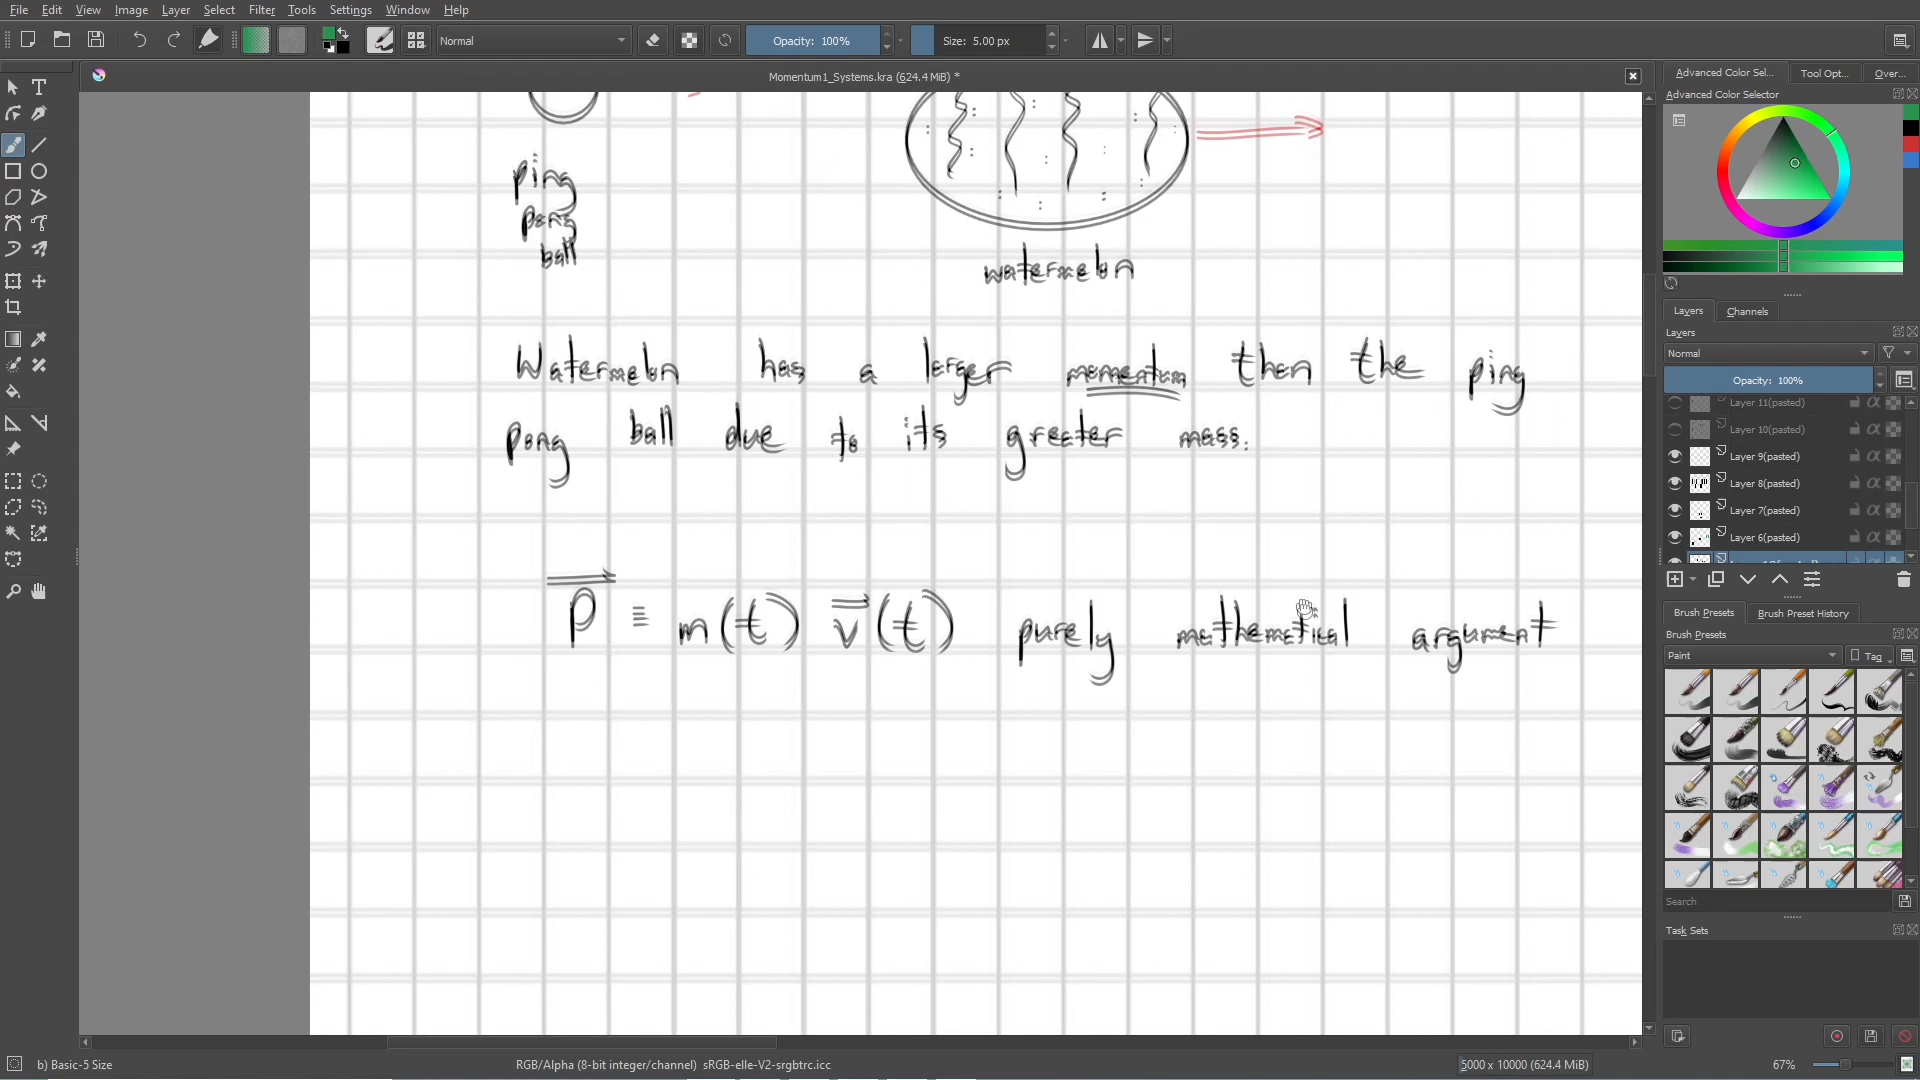 File Edit View Image Layer Select Filter Tools Settings Window Help
Normal Opacity: 100% Size: 5.00 px
Momentum1_Systems.kra (624.4 MiB) *
ping
pong
ball
watermelon
Watermelon has a larger momentum then the ping
pong ball due to its greater mass.
P ≡ m(t) v(t) purely mathematical argument
Advanced Color Sel... Tool Opt... Over...
Advanced Color Selector
Layers Channels
Layers
Normal
Opacity: 100%
Layer 11(pasted)
Layer 10(pasted)
Layer 9(pasted)
Layer 8(pasted)
Layer 7(pasted)
Layer 6(pasted)
Brush Presets Brush Preset History
Brush Presets
Paint Tag
Search
Task Sets
b) Basic-5 Size RGB/Alpha (8-bit integer/channel) sRGB-elle-V2-srgbtrc.icc 5000 x 10000 (624.4 MiB) 67%